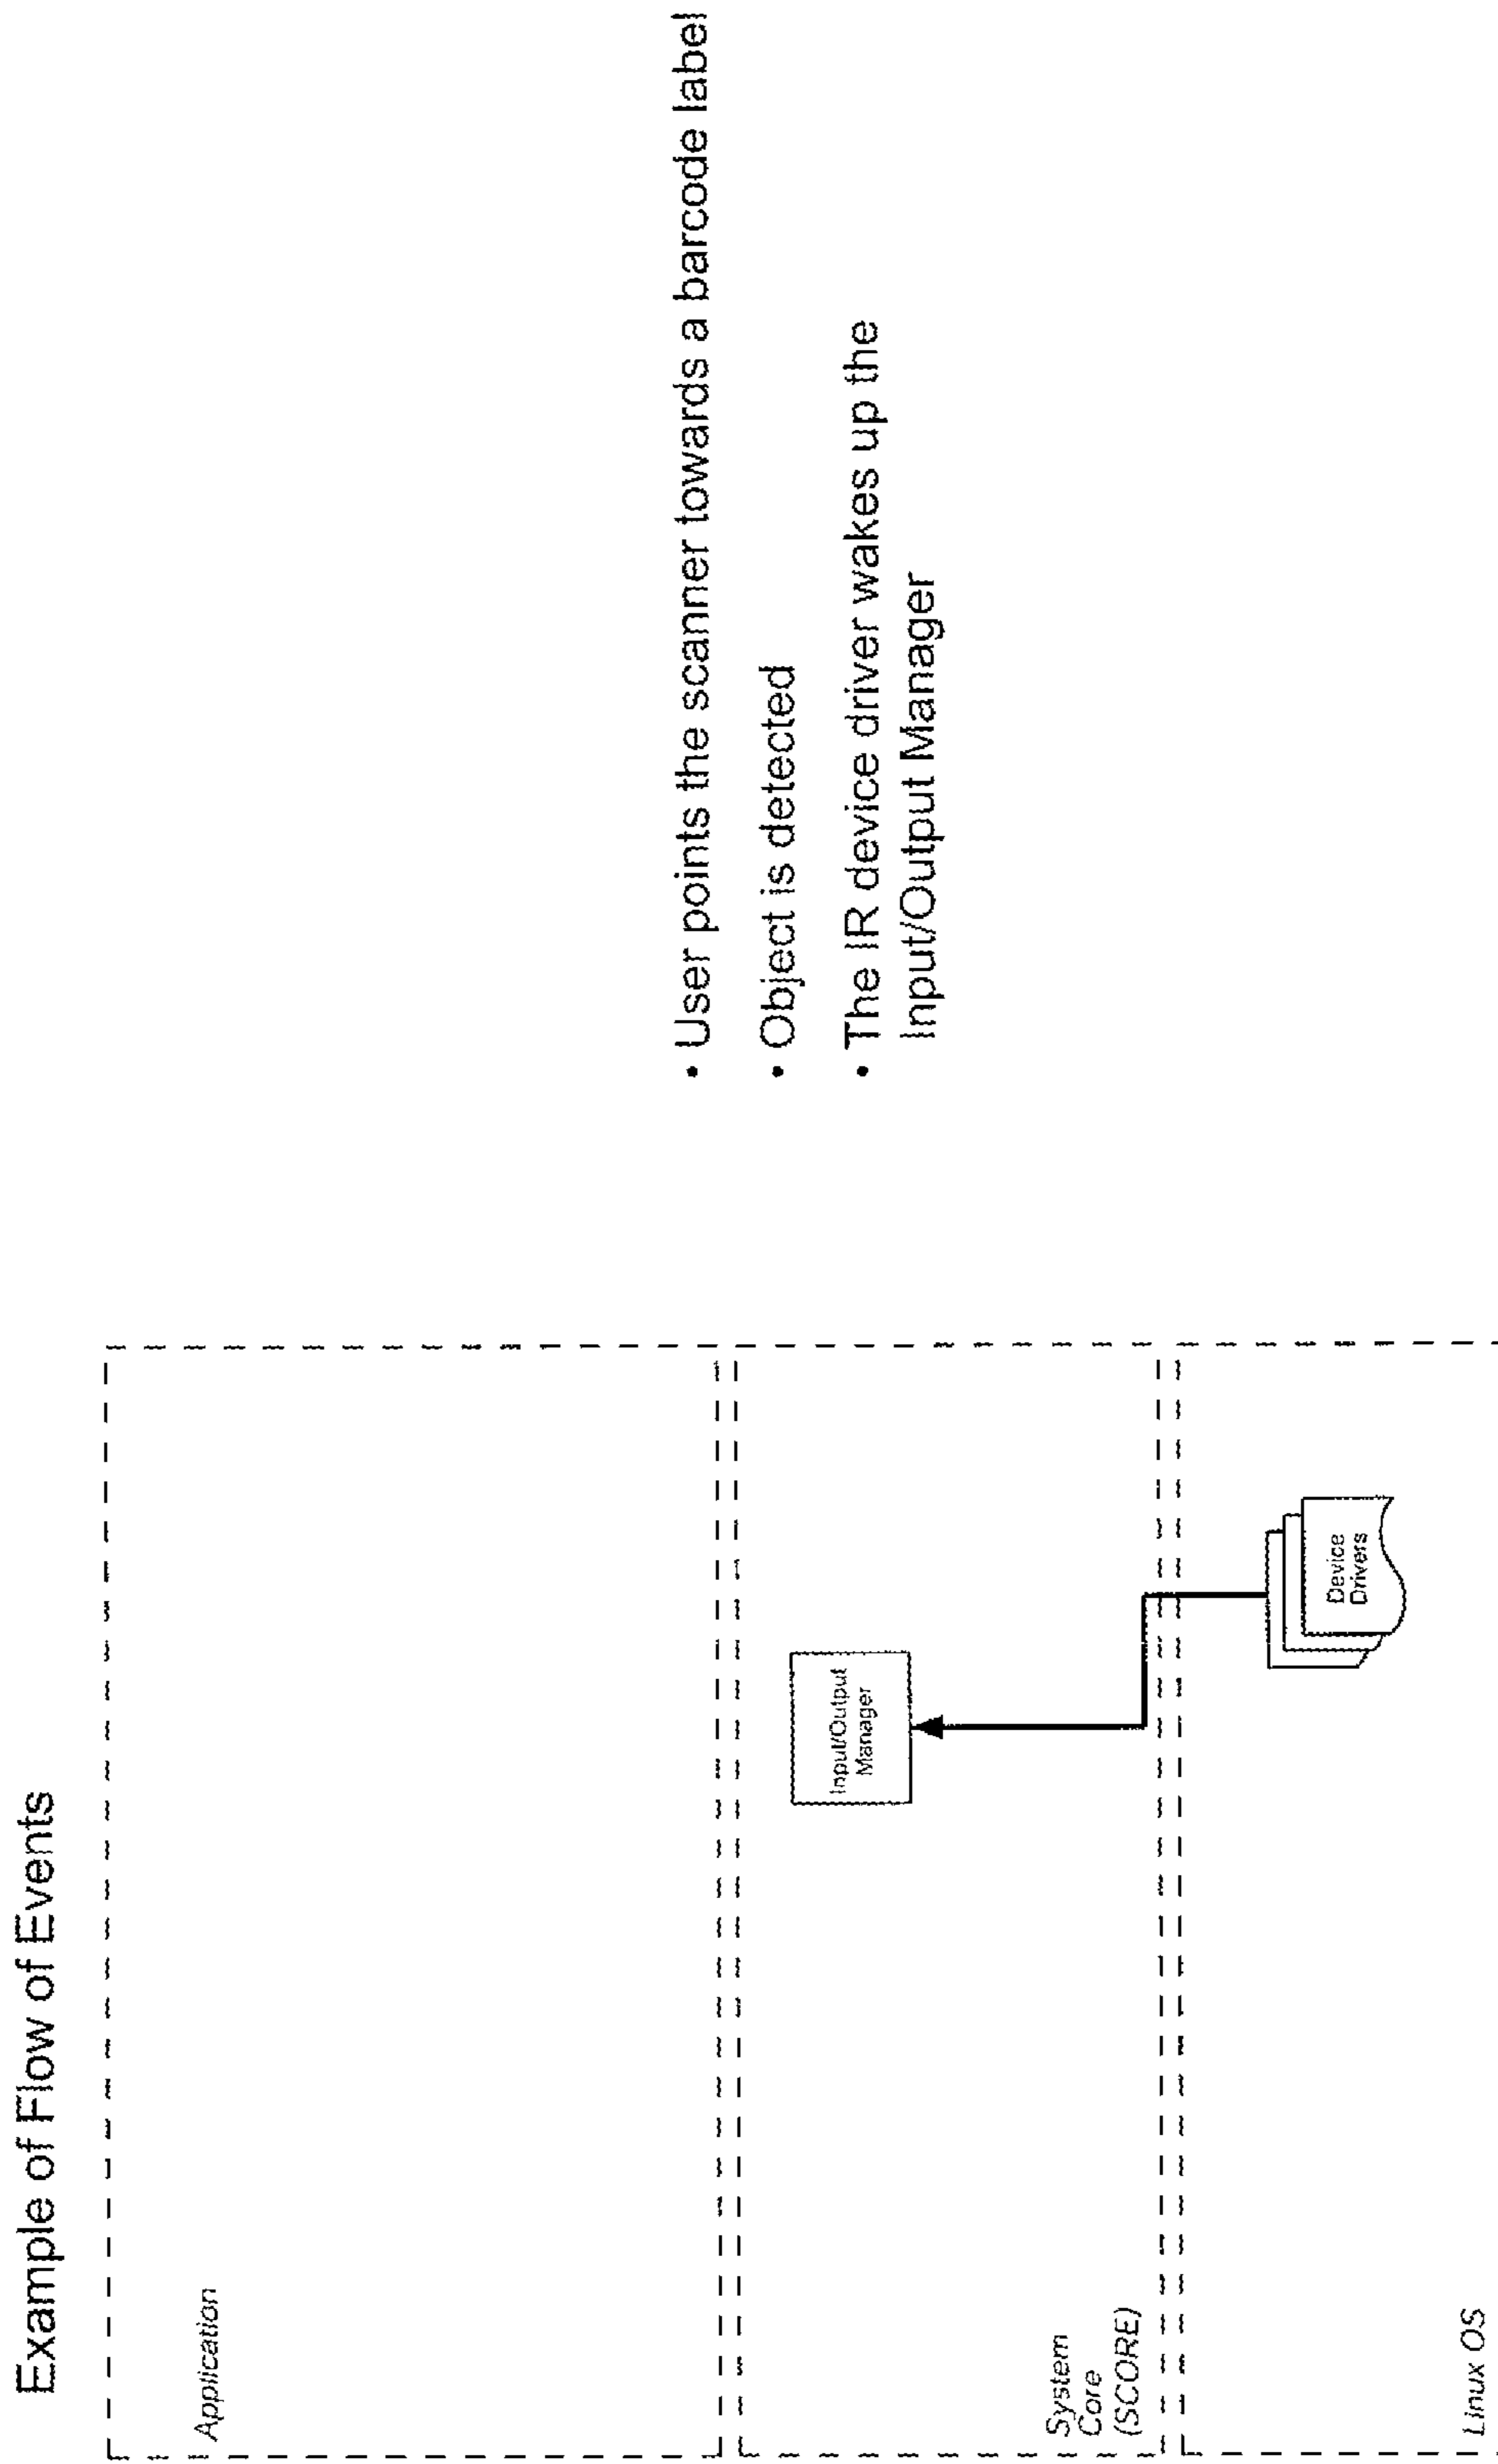 Example of Flow of Events
Application
System
Core
(SCORE)
Input/Output
Manager
Linux OS
Device
Drivers
• User points the scanner towards a barcode label
• Object is detected
• The IR device driver wakes up the
Input/Output Manager